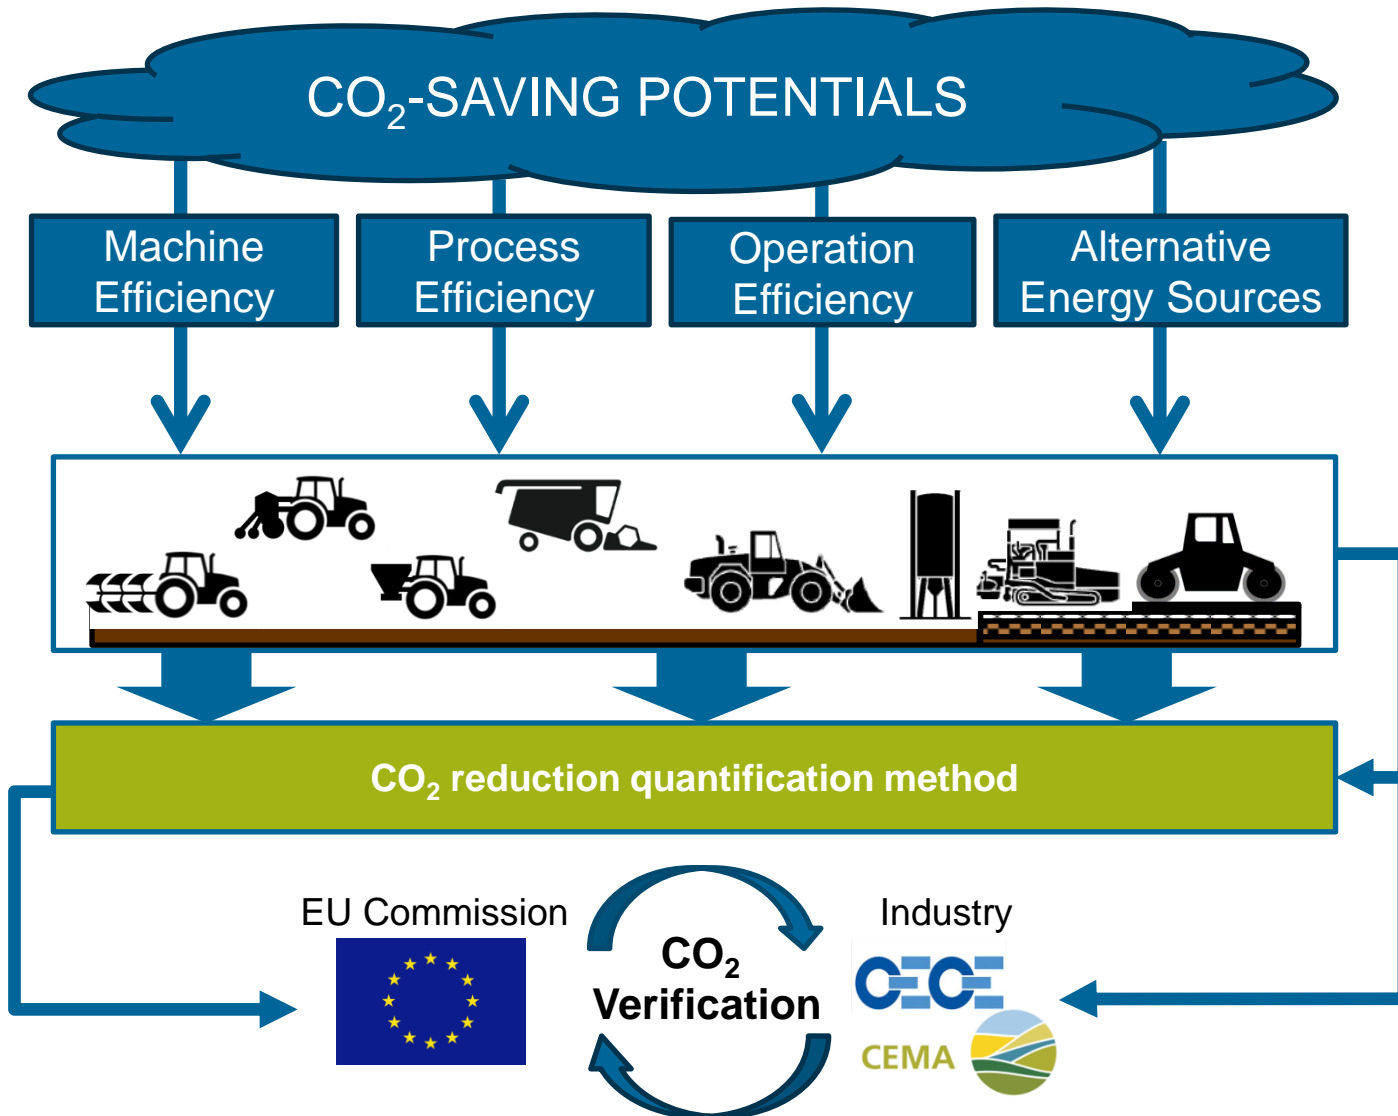 CO₂-SAVING POTENTIALS
Machine
Efficiency
Process
Efficiency
Operation
Efficiency
Alternative
Energy Sources
CO₂ reduction quantification method
EU Commission
Industry
CO₂
Verification
CECE
CEMA